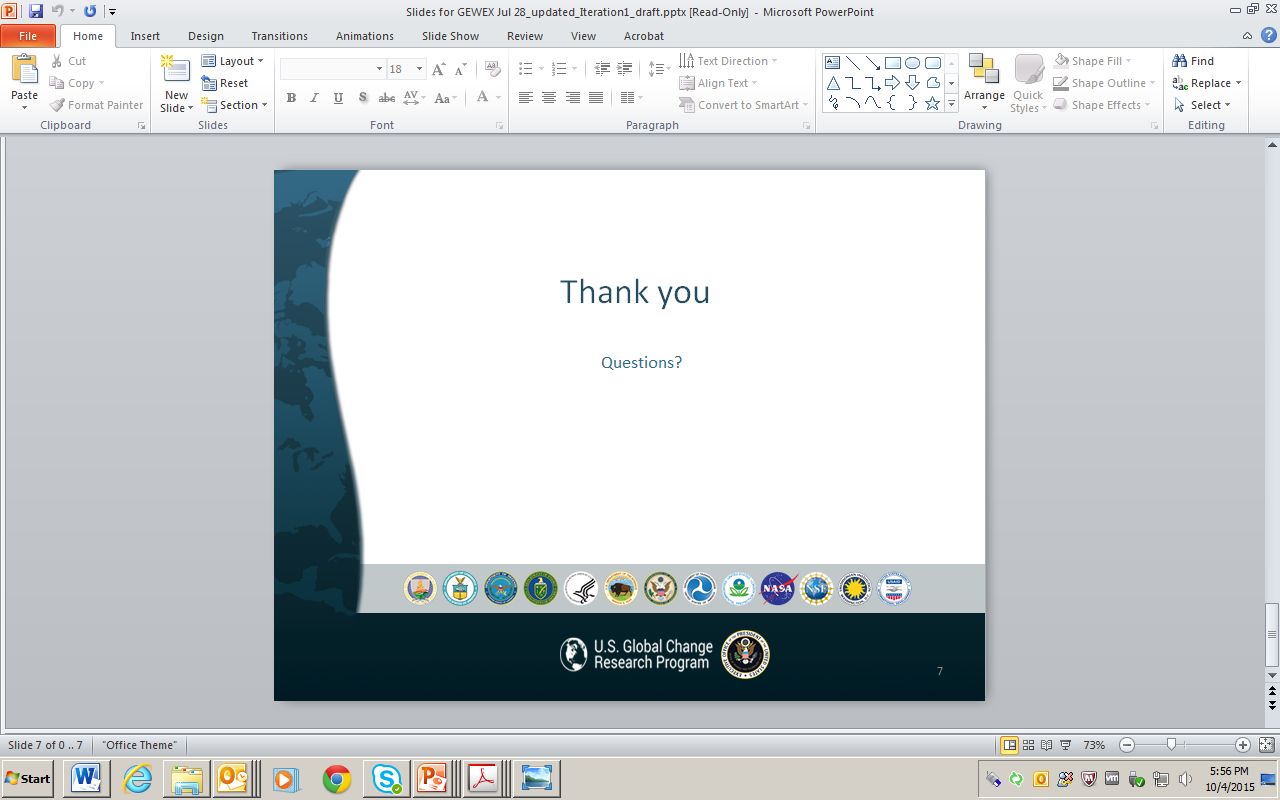 Slides for GEWEX Jul 28_updated_Iteration1_draft.pptx [Read-Only] - Microsoft PowerPoint
File Home Insert Design Transitions Animations Slide Show Review View Acrobat
Paste
Cut
Copy
Format Painter
Clipboard
New Slide
Layout
Reset
Section
Slides
18
Font
Text Direction
Align Text
Convert to SmartArt
Paragraph
Arrange
Quick Styles
Shape Fill
Shape Outline
Shape Effects
Drawing
Find
Replace
Select
Editing
Thank you
Questions?
NASA
NSF
USAID
U.S. Global Change
Research Program
7
Slide 7 of 0 .. 7
"Office Theme"
73%
Start
5:56 PM
10/4/2015